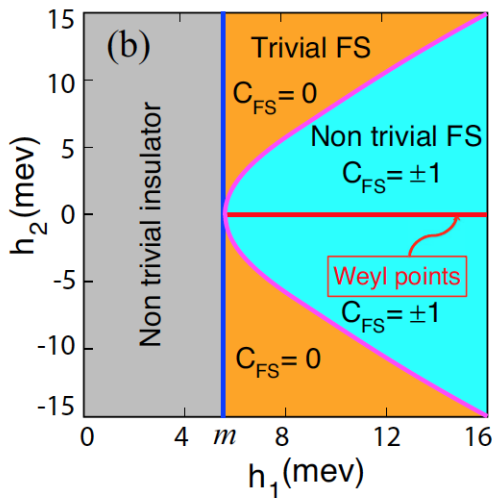 (b)
Trivial FS
C_FS = 0
Non trivial FS
C_FS = ±1
Non trivial insulator
Weyl points
C_FS = ±1
C_FS = 0
15
10
5
0
-5
-10
-15
h_2(mev)
0 4 m 8 12 16
h_1(mev)